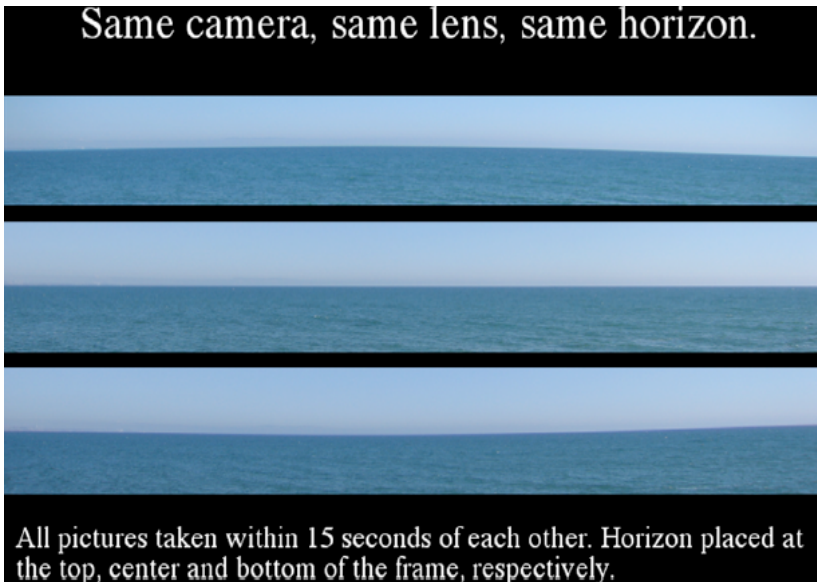 Same camera, same lens, same horizon.
All pictures taken within 15 seconds of each other. Horizon placed at
the top, center and bottom of the frame, respectively.